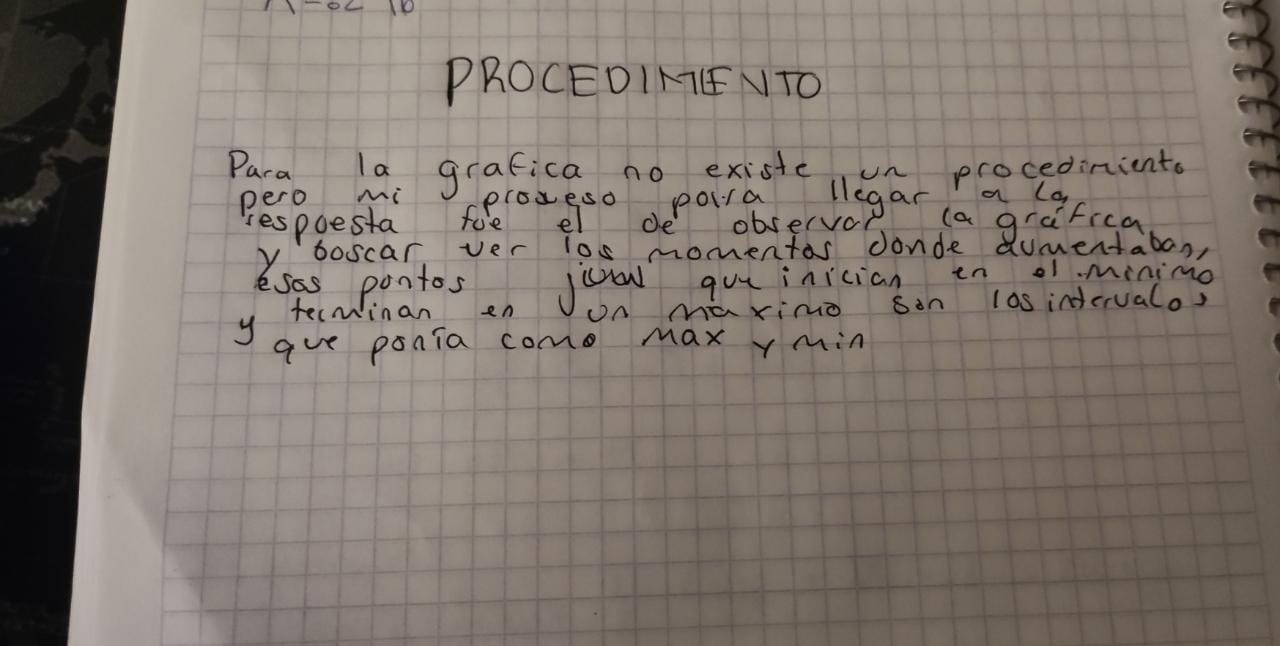 PROCEDIMIENTO
Para la grafica no existe un procedimiento
pero mi proseso para llegar a la
respuesta fue el de observar la gráfica
y buscar ver los momentos donde aumentaban,
esos puntos que inician en el minimo
y terminan en un maximo son los intervalos
que ponía como Max y Min